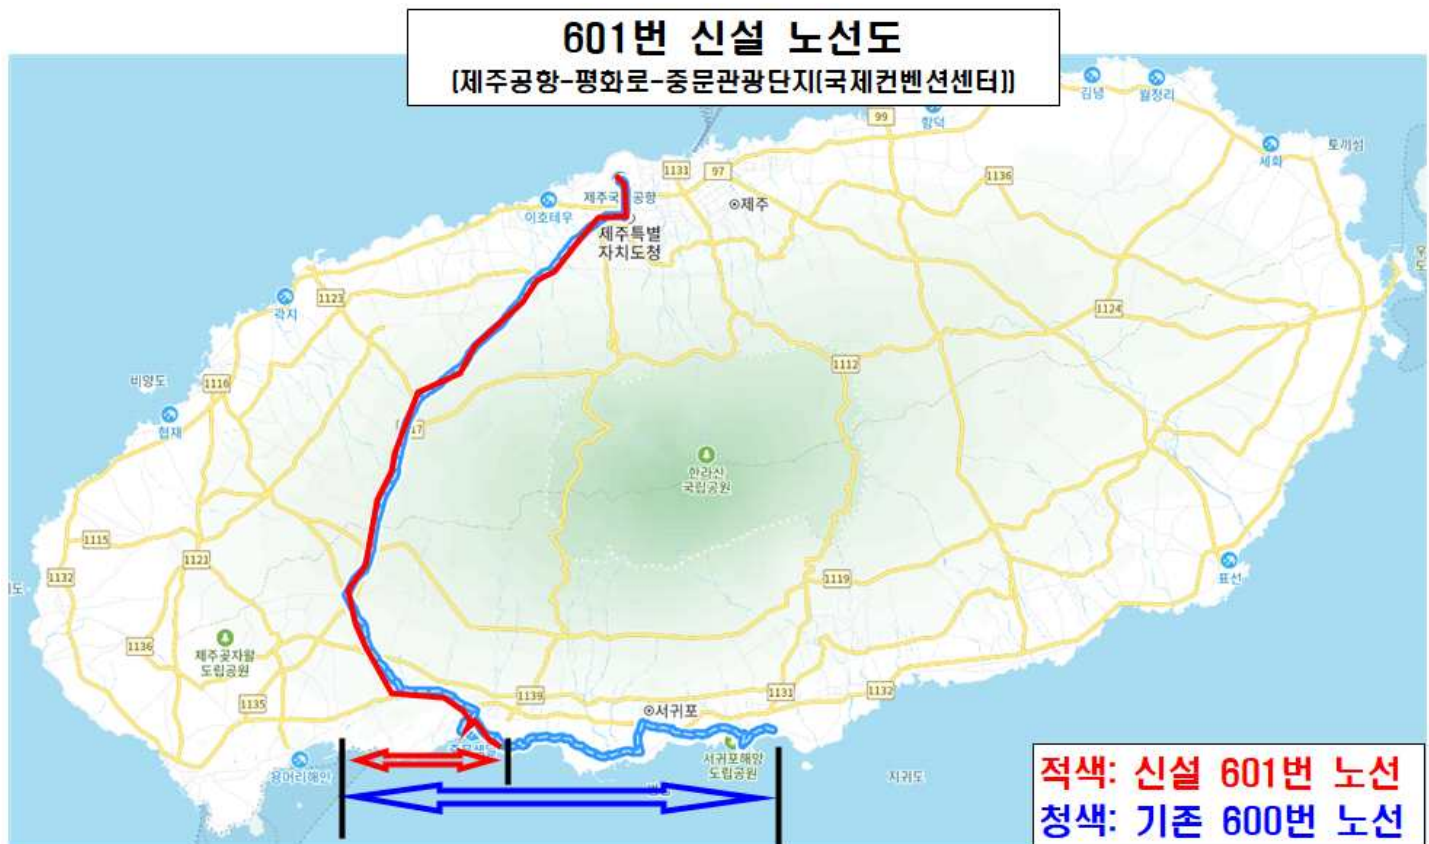 601번 신설 노선도
(제주공항-평화로-중문관광단지(국제컨벤션센터))
김녕
월정리
함덕
99
세화
토끼섬
1131
97
1136
제주국
공항
이호테우
제주
제주특별
자치도청
1123
곽지
1124
비양도
1116
1112
협재
17
한라산
국립공원
1115
1121
1132
1119
표선
1136
제주곶자왈
도립공원
1139
1131
1132
1135
서귀포
용머리해안
서귀포해양
도립공원
지귀도
적색: 신설 601번 노선
청색: 기존 600번 노선